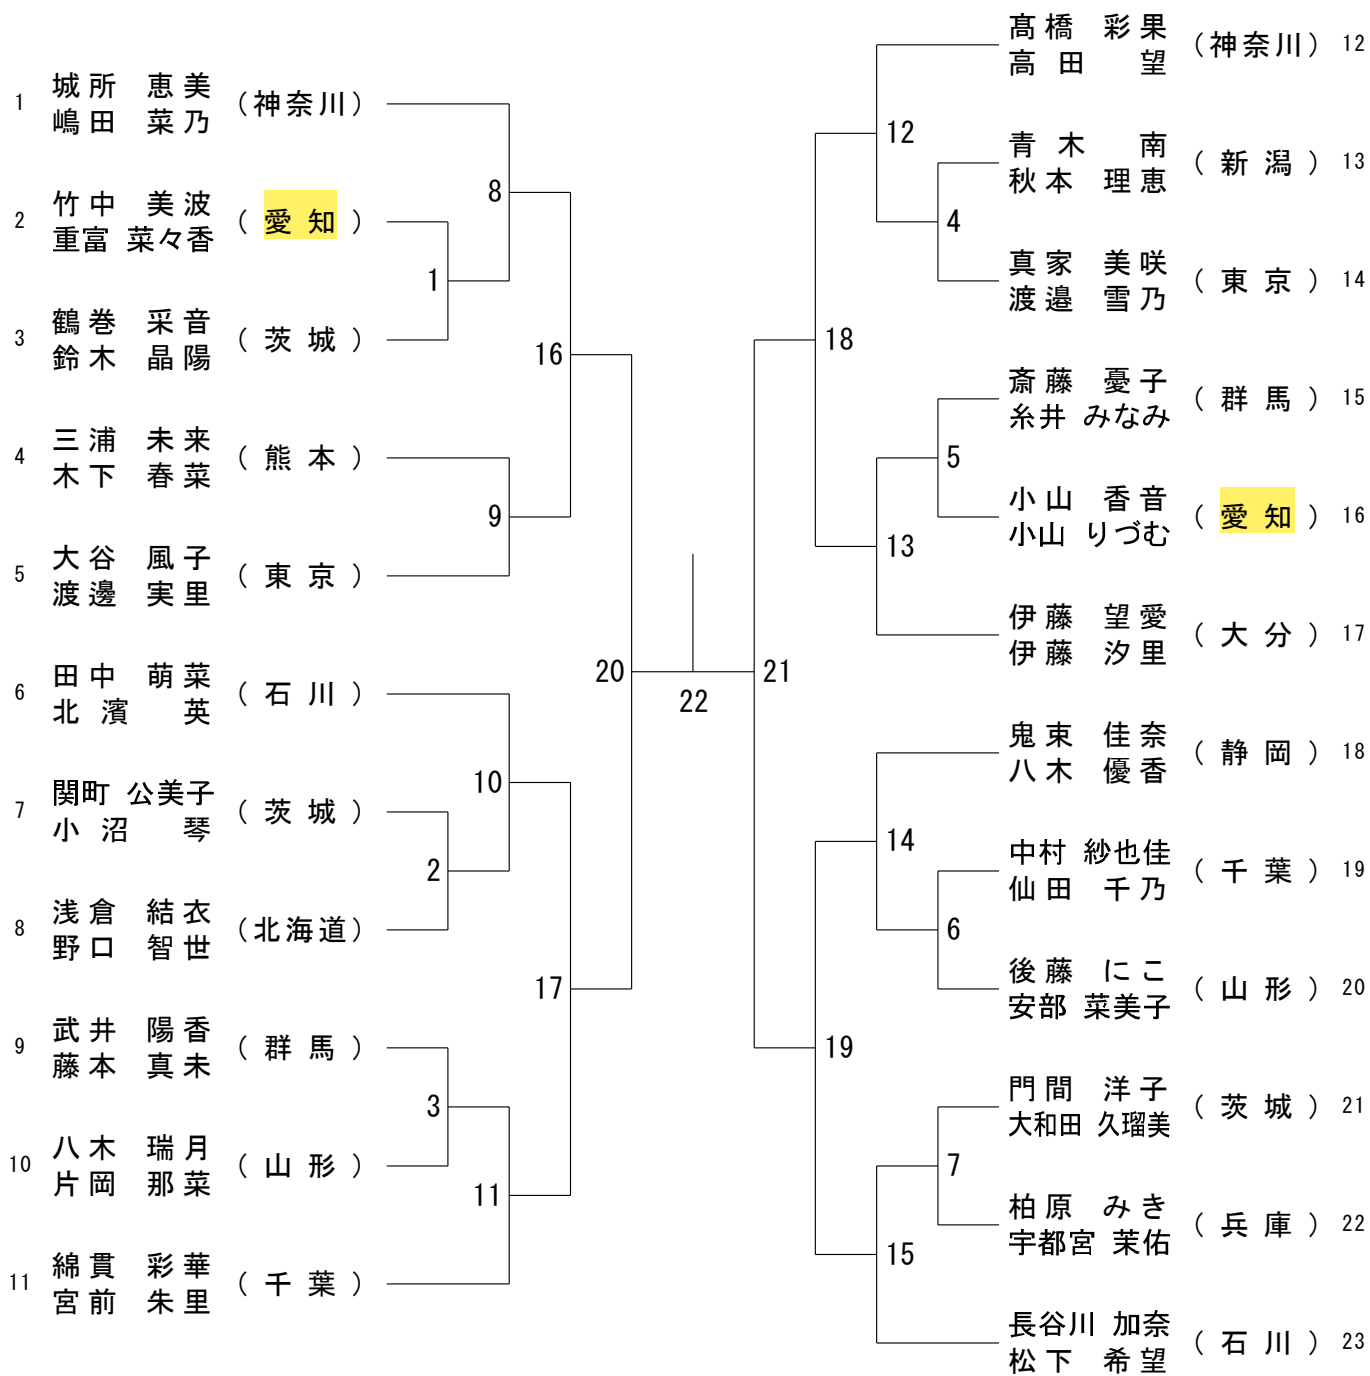 1 城所 恵美 (神奈川)
嶋田 菜乃
2 竹中 美波 (愛知)
重富 菜々香
3 鶴巻 采音 (茨城)
鈴木 晶陽
4 三浦 未来 (熊本)
木下 春菜
5 大谷 風子 (東京)
渡邊 実里
6 田中 萌菜 (石川)
北濱 英
7 関町 公美子 (茨城)
小沼 琴
8 浅倉 結衣 (北海道)
野口 智世
9 武井 陽香 (群馬)
藤本 真未
10 八木 瑞月 (山形)
片岡 那菜
11 綿貫 彩華 (千葉)
宮前 朱里
8
1
16
9
20
10
2
17
3
11
22
21
18
12
4
5
13
14
6
19
7
15
髙橋 彩果 (神奈川) 12
高田 望
青木 南 (新潟) 13
秋本 理恵
真家 美咲 (東京) 14
渡邉 雪乃
斎藤 憂子 (群馬) 15
糸井 みなみ
小山 香音 (愛知) 16
小山 りづむ
伊藤 望愛 (大分) 17
伊藤 汐里
鬼束 佳奈 (静岡) 18
八木 優香
中村 紗也佳 (千葉) 19
仙田 千乃
後藤 にこ (山形) 20
安部 菜美子
門間 洋子 (茨城) 21
大和田 久瑠美
柏原 みき (兵庫) 22
宇都宮 茉佑
長谷川 加奈 (石川) 23
松下 希望